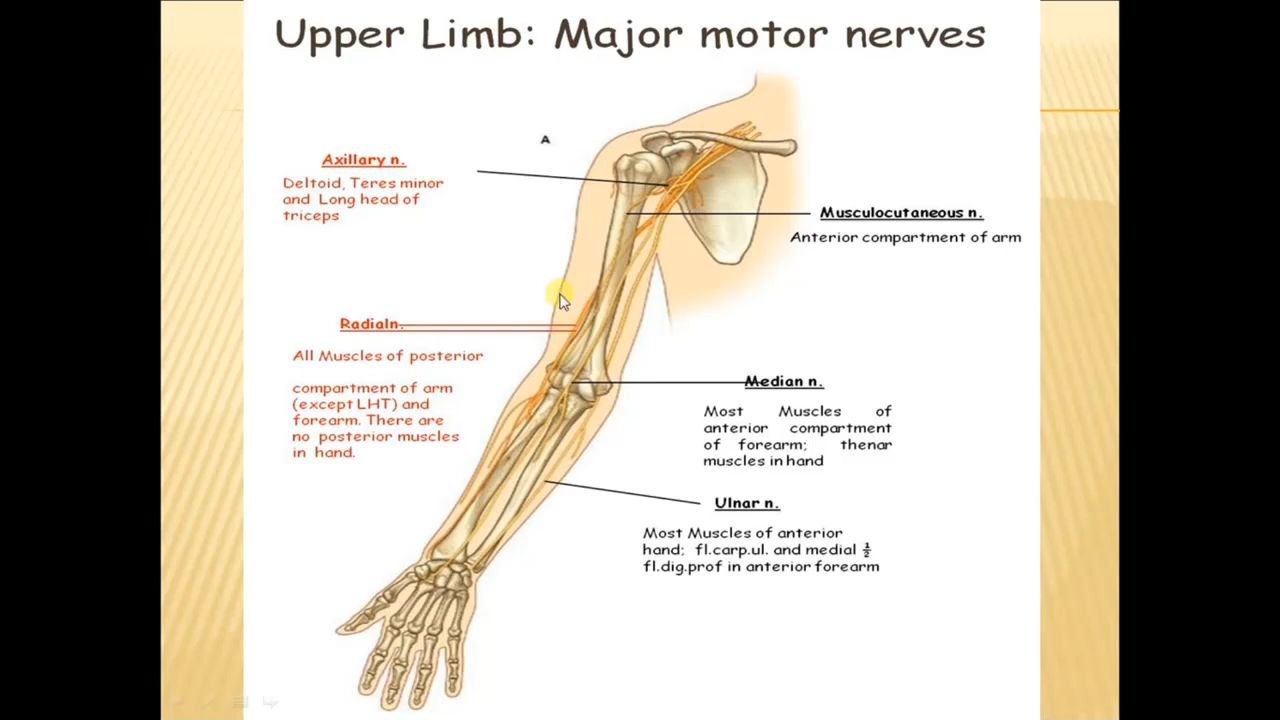 Upper Limb: Major motor nerves
A
Axillary n.
Deltoid, Teres minor
and Long head of
triceps
Musculocutaneous n.
Anterior compartment of arm
Radialn.
All Muscles of posterior
compartment of arm
(except LHT) and
forearm. There are
no posterior muscles
in hand.
Median n.
Most Muscles of
anterior compartment
of forearm; thenar
muscles in hand
Ulnar n.
Most Muscles of anterior
hand; fl.carp.ul. and medial ½
fl.dig.prof in anterior forearm